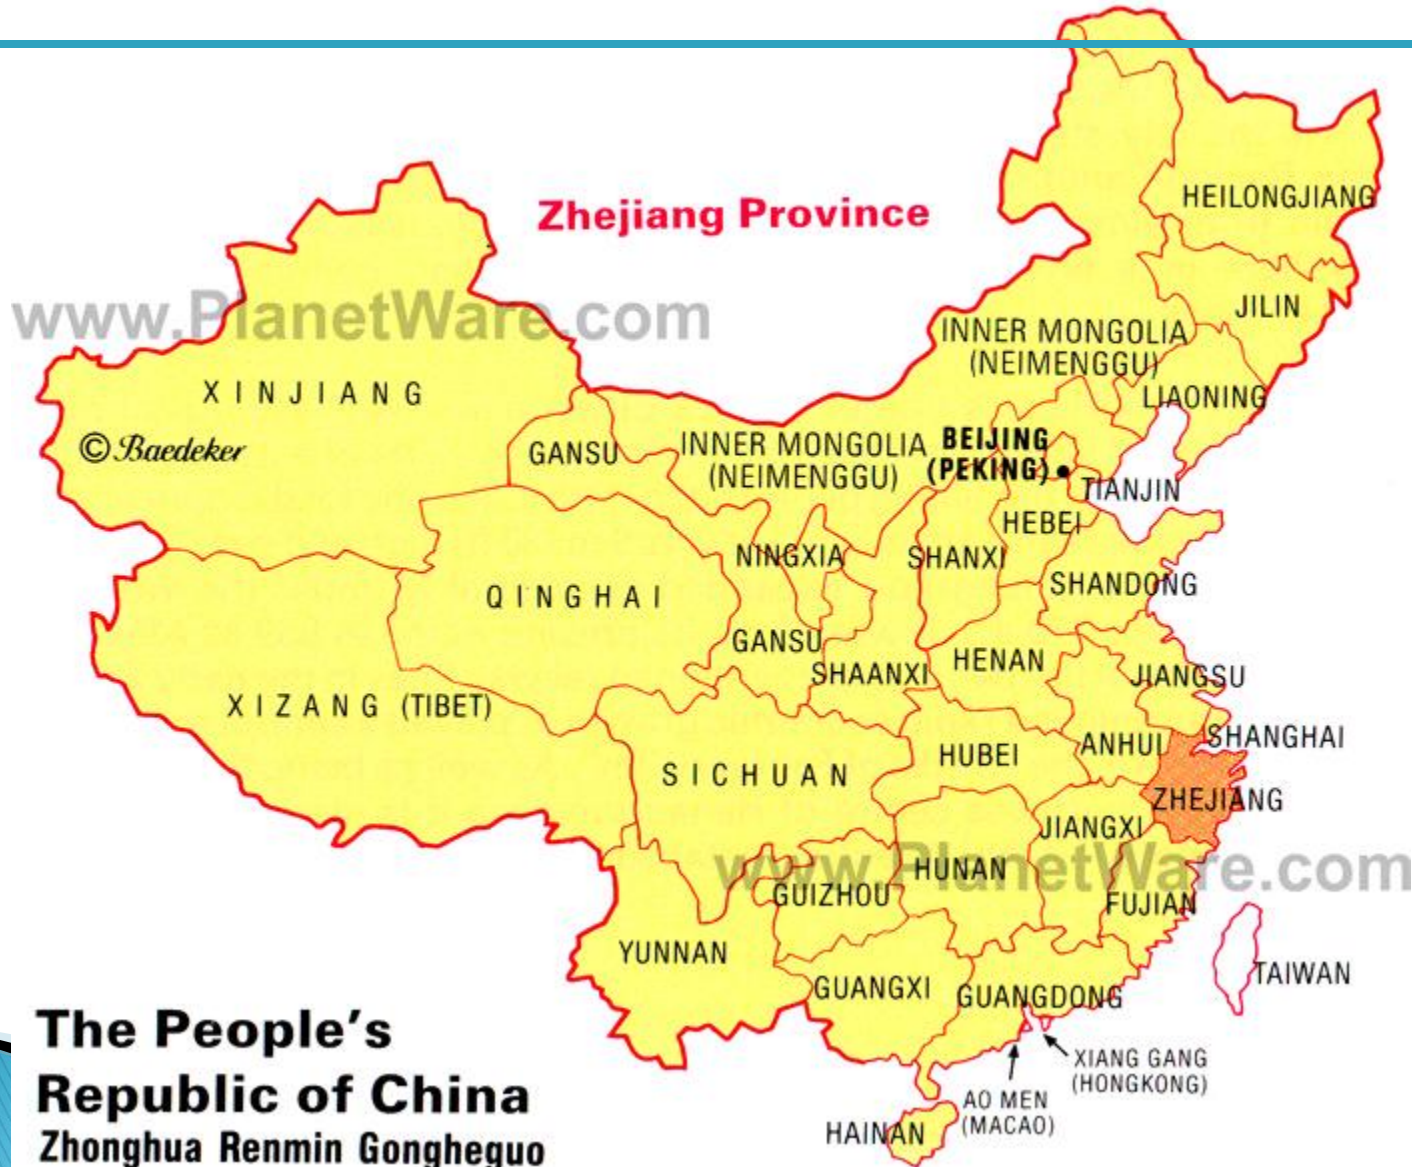 HEILONGJIANG
Zhejiang Province
JILIN
www.PlanetWare.com
INNER MONGOLIA
(NEIMENGGU)
XINJIANG
LIAONING
© Baedeker
GANSU
INNER MONGOLIA
(NEIMENGGU)
BEIJING
(PEKING)
TIANJIN
HEBEI
NINGXIA
SHANXI
SHANDONG
QINGHAI
GANSU
SHAANXI
HENAN
JIANGSU
XIZANG (TIBET)
SHANGHAI
HUBEI
ANHUI
SICHUAN
ZHEJIANG
JIANGXI
www.PlanetWare.com
HUNAN
GUIZHOU
FUJIAN
YUNNAN
TAIWAN
GUANGXI
GUANGDONG
XIANG GANG
(HONGKONG)
AO MEN
(MACAO)
HAINAN
The People's
Republic of China
Zhonghua Renmin Gongheguo